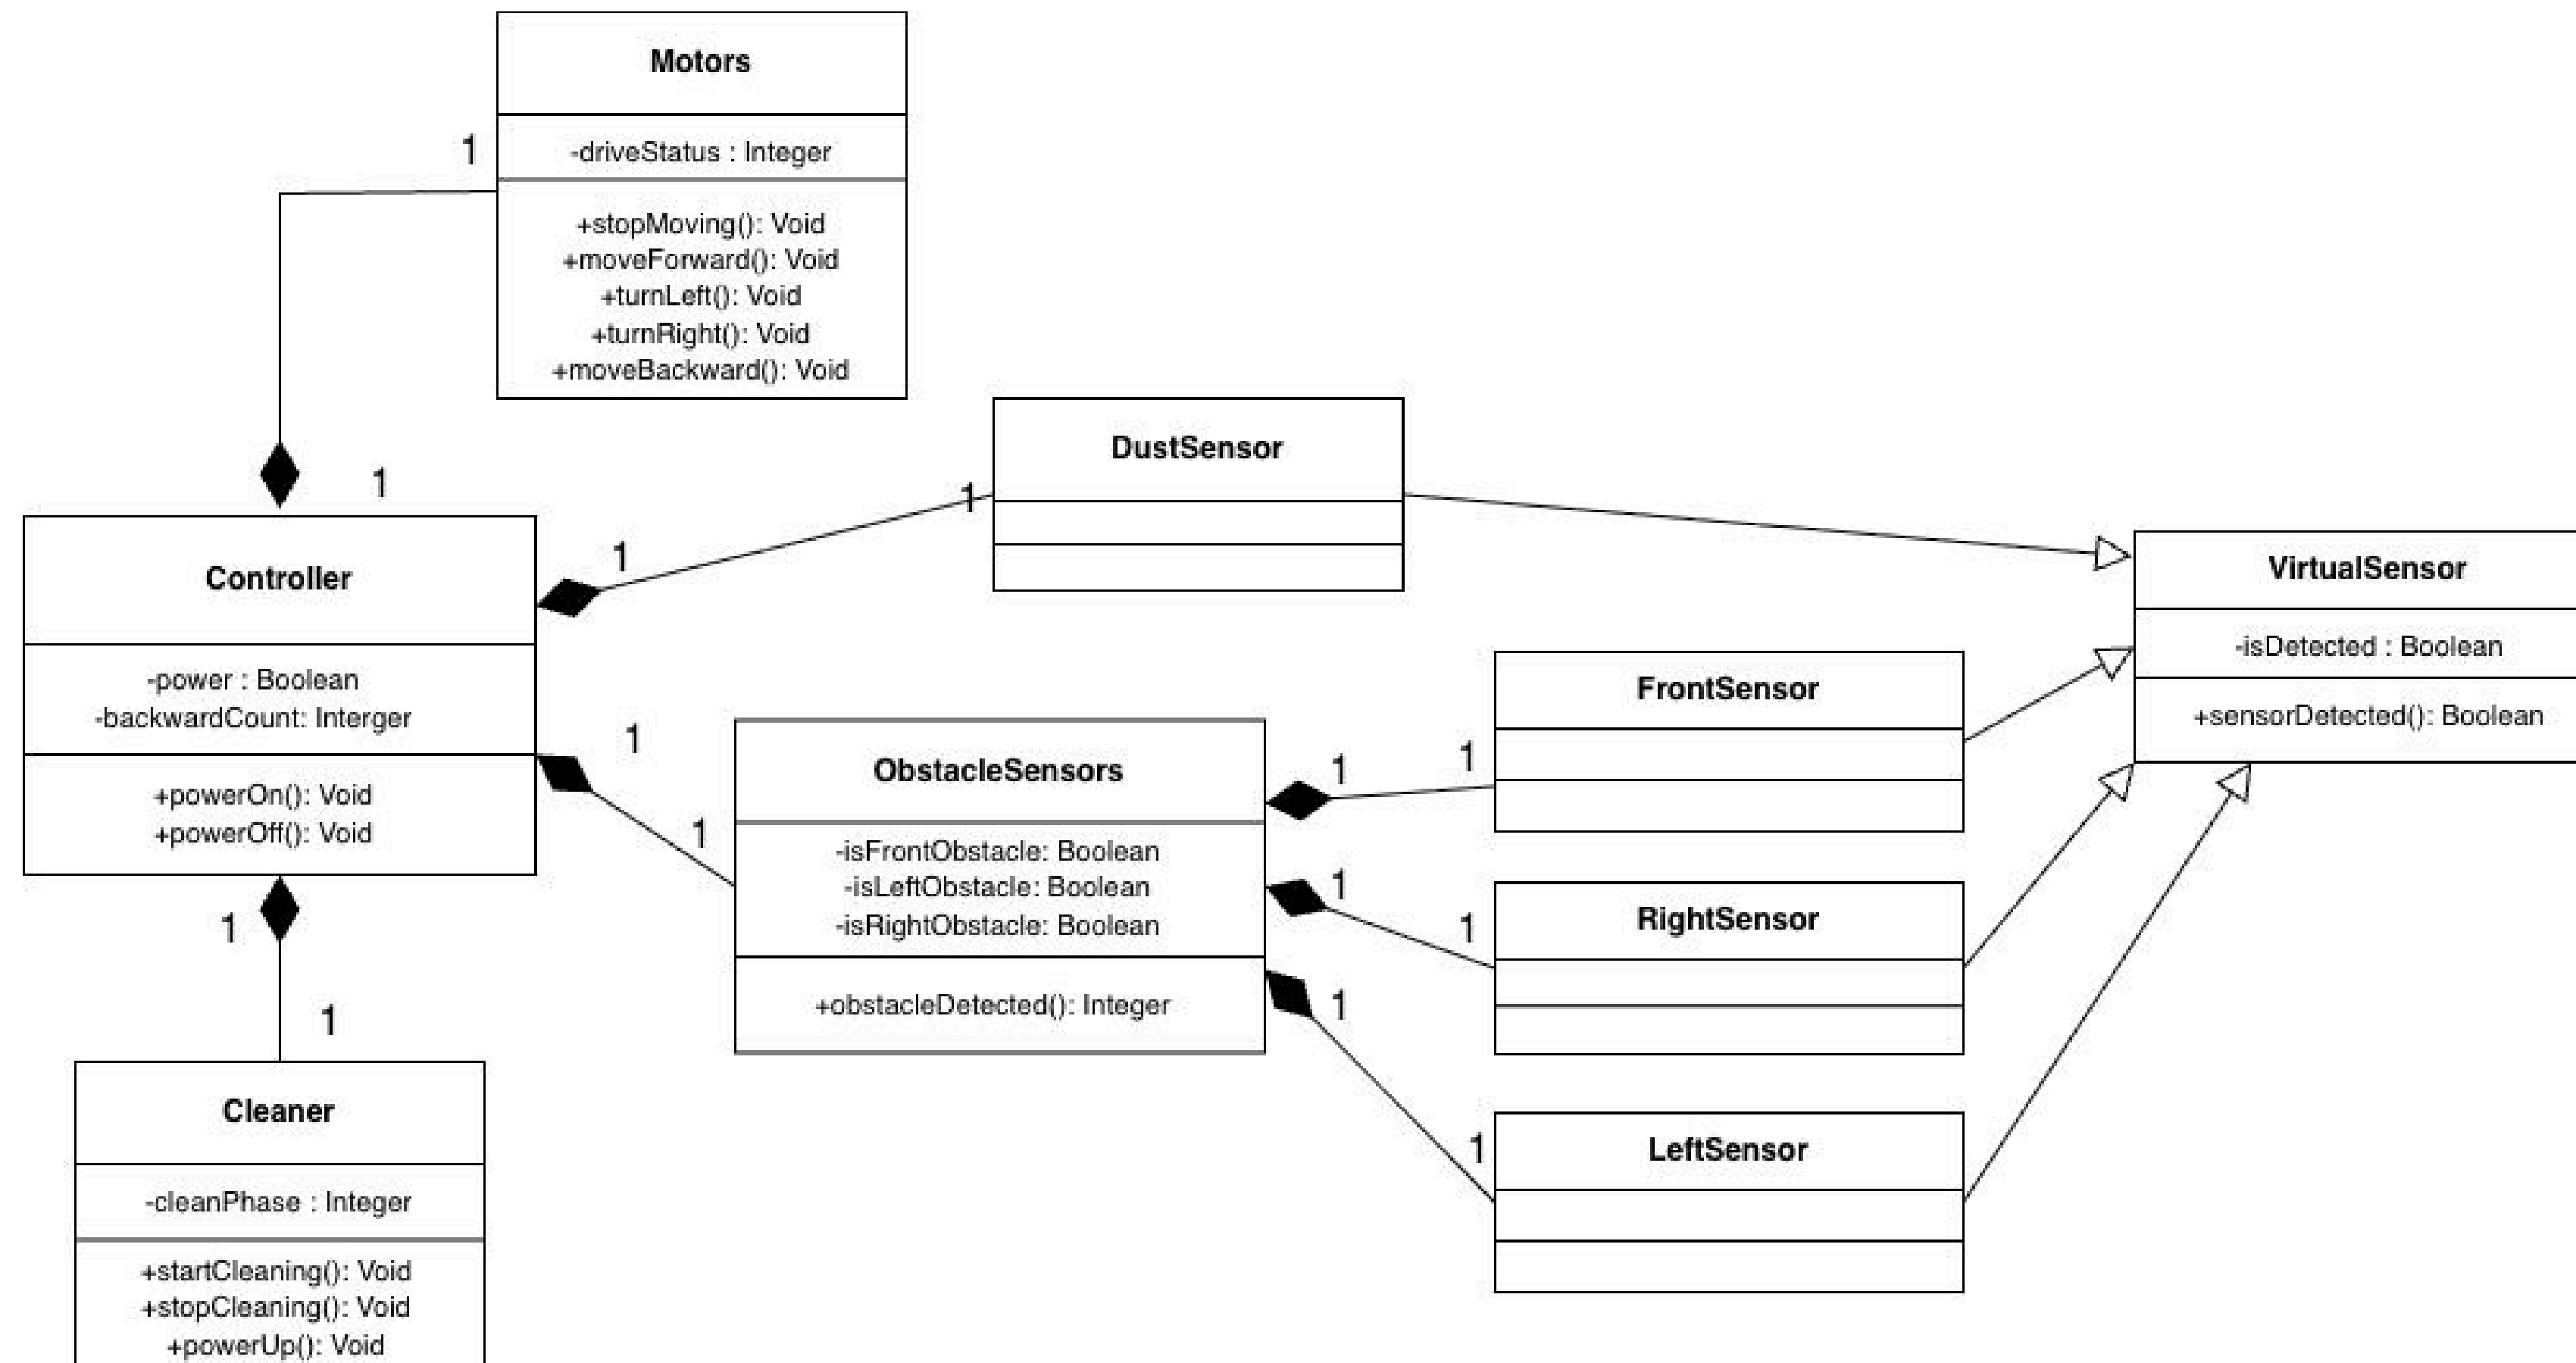 Motors
-driveStatus : Integer
+stopMoving(): Void
+moveForward(): Void
+turnLeft(): Void
+turnRight(): Void
+moveBackward(): Void
1
1
Controller
-power : Boolean
-backwardCount: Interger
+powerOn(): Void
+powerOff(): Void
1
1
DustSensor
1
1
ObstacleSensors
-isFrontObstacle: Boolean
-isLeftObstacle: Boolean
-isRightObstacle: Boolean
+obstacleDetected(): Integer
1
1
FrontSensor
1
1
RightSensor
1
1
LeftSensor
VirtualSensor
-isDetected : Boolean
+sensorDetected(): Boolean
1
1
Cleaner
-cleanPhase : Integer
+startCleaning(): Void
+stopCleaning(): Void
+powerUp(): Void